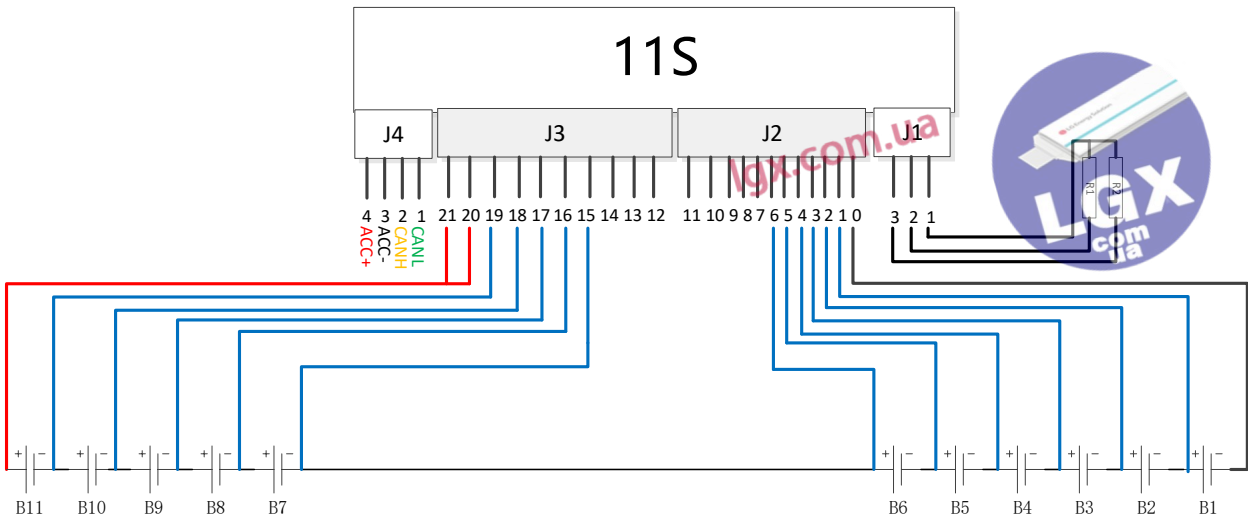 11S
J4 J3 J2 J1
lgx.com.ua
LG Energy Solution
R1 R2
LGX
com
ua
4 3 2 1 21 20 19 18 17 16 15 14 13 12 11 10 9 8 7 6 5 4 3 2 1 0 3 2 1
ACC+ ACC- CANH CANL
+ − + − + − + − + − + − + − + − + − + − + −
B11 B10 B9 B8 B7 B6 B5 B4 B3 B2 B1